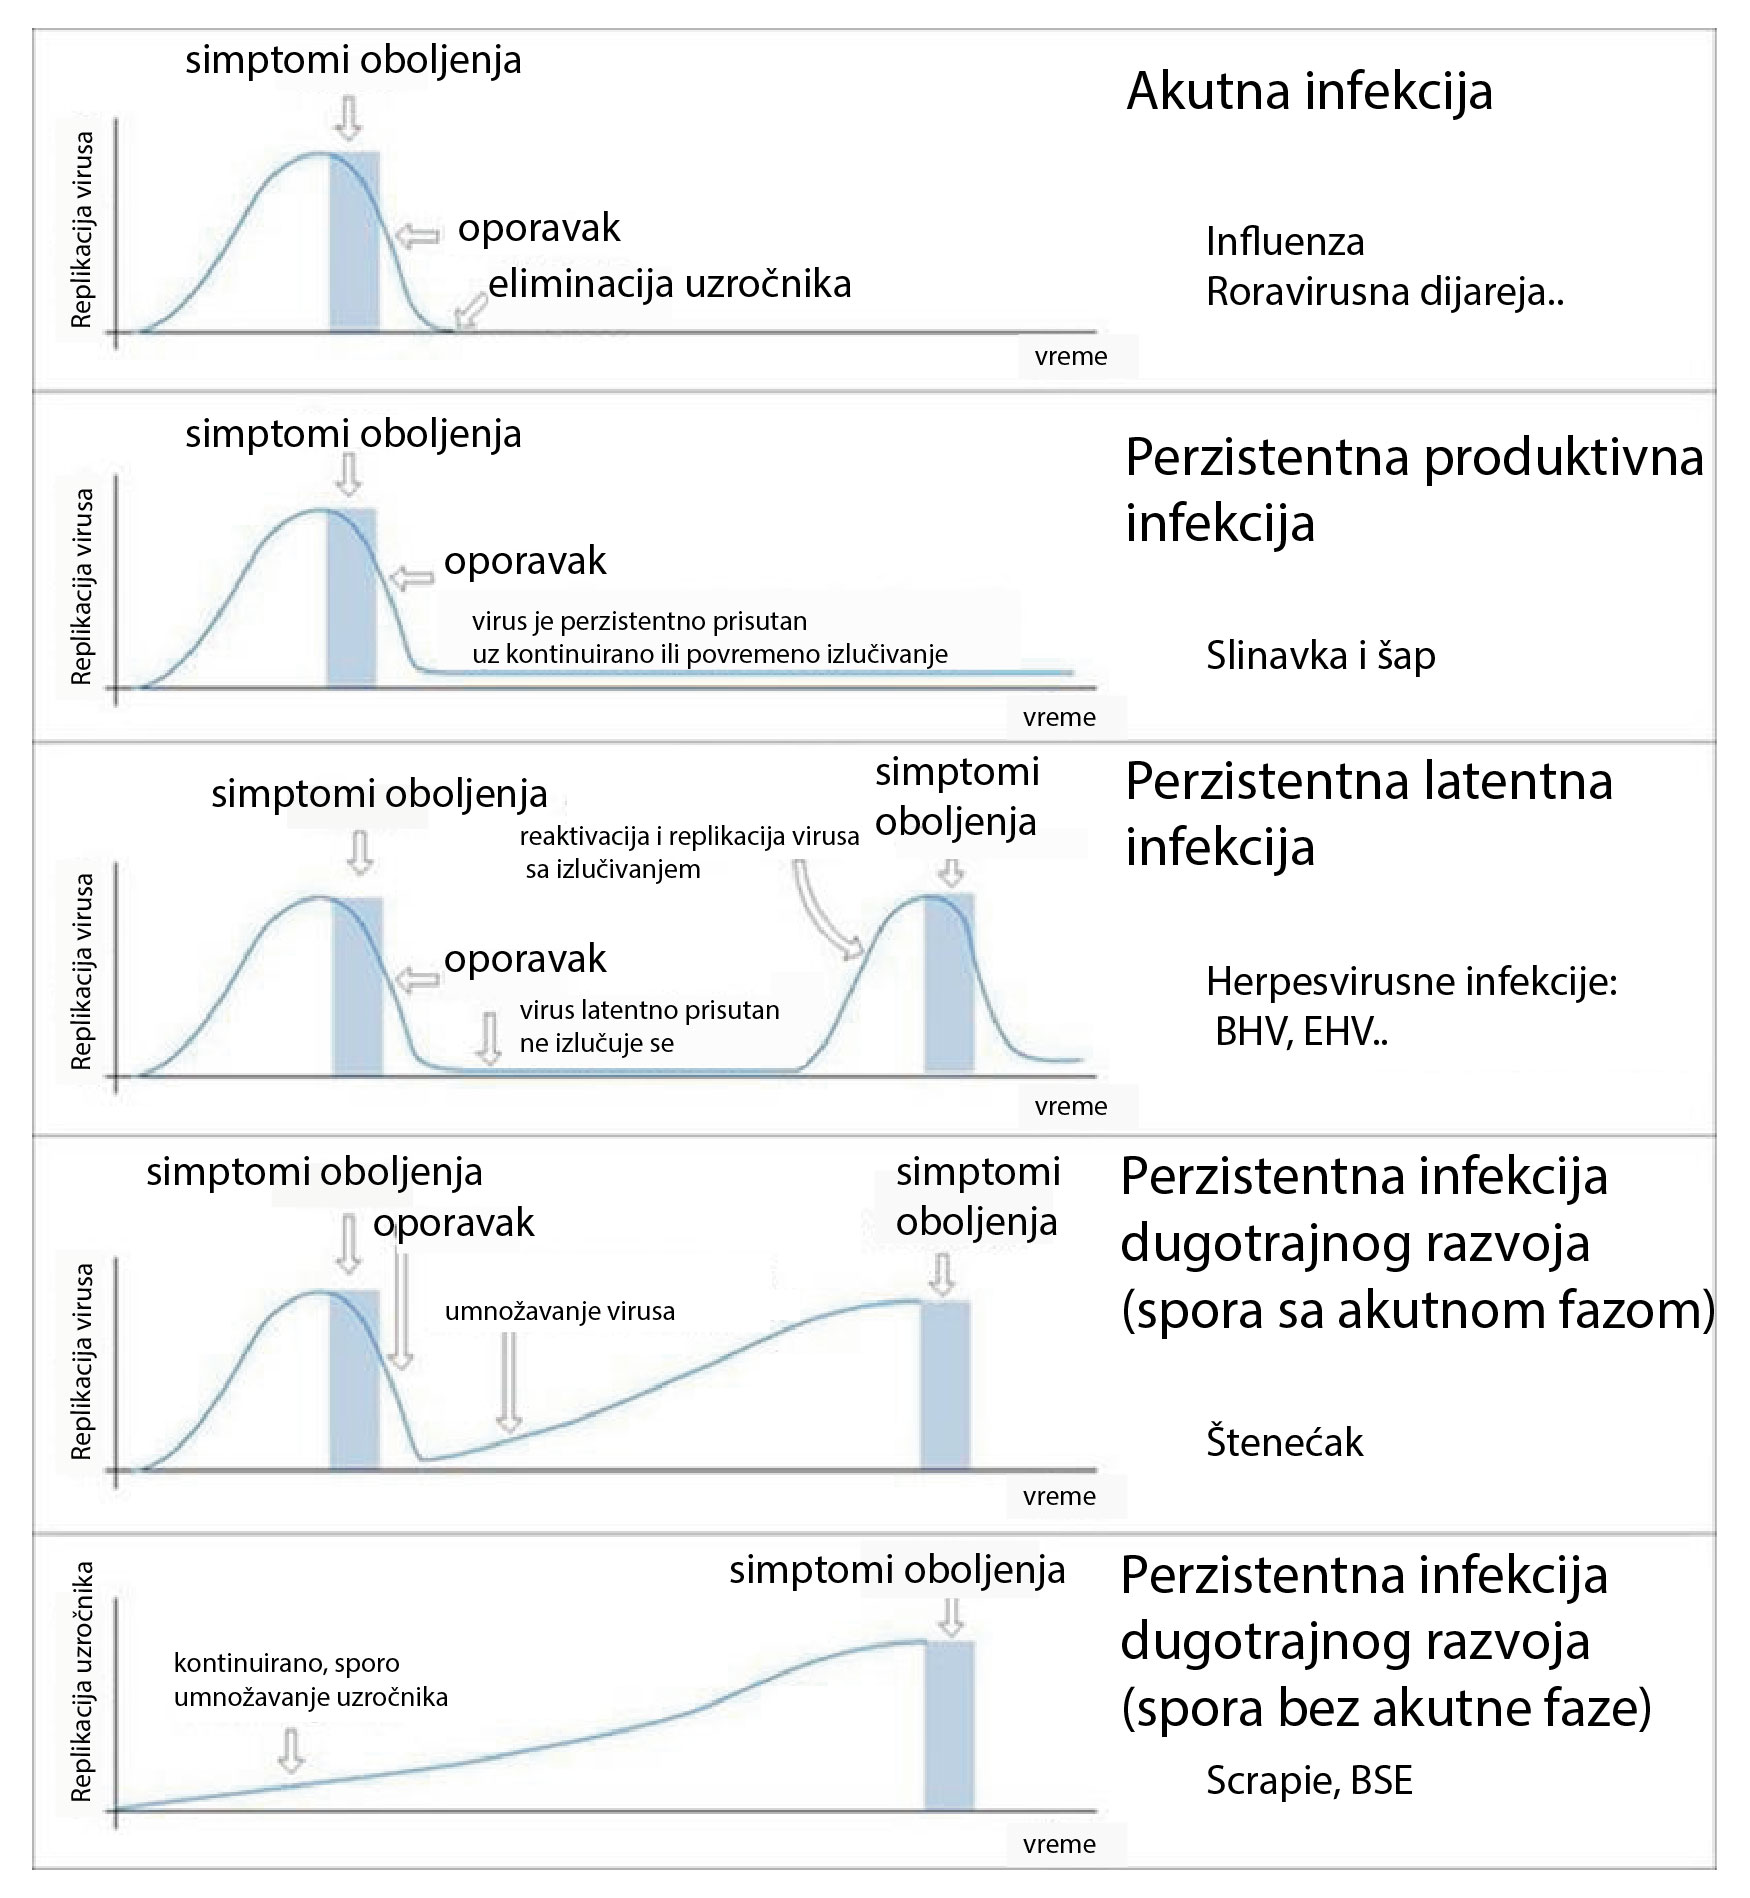 simptomi oboljenja
Akutna infekcija
Replikacija virusa
oporavak
eliminacija uzročnika
Influenza
Roravirusna dijareja..
vreme
simptomi oboljenja
Perzistentna produktivna
infekcija
Replikacija virusa
oporavak
virus je perzistentno prisutan
uz kontinuirano ili povremeno izlučivanje
Slinavka i šap
vreme
simptomi oboljenja
reaktivacija i replikacija virusa
sa izlučivanjem
simptomi
oboljenja
Perzistentna latentna
infekcija
Replikacija virusa
oporavak
virus latentno prisutan
ne izlučuje se
Herpesvirusne infekcije:
BHV, EHV..
vreme
simptomi oboljenja
oporavak
simptomi
oboljenja
Perzistentna infekcija
dugotrajnog razvoja
(spora sa akutnom fazom)
Replikacija virusa
umnožavanje virusa
Štenećak
vreme
simptomi oboljenja
Perzistentna infekcija
dugotrajnog razvoja
(spora bez akutne faze)
Replikacija uzročnika
kontinuirano, sporo
umnožavanje uzročnika
Scrapie, BSE
vreme